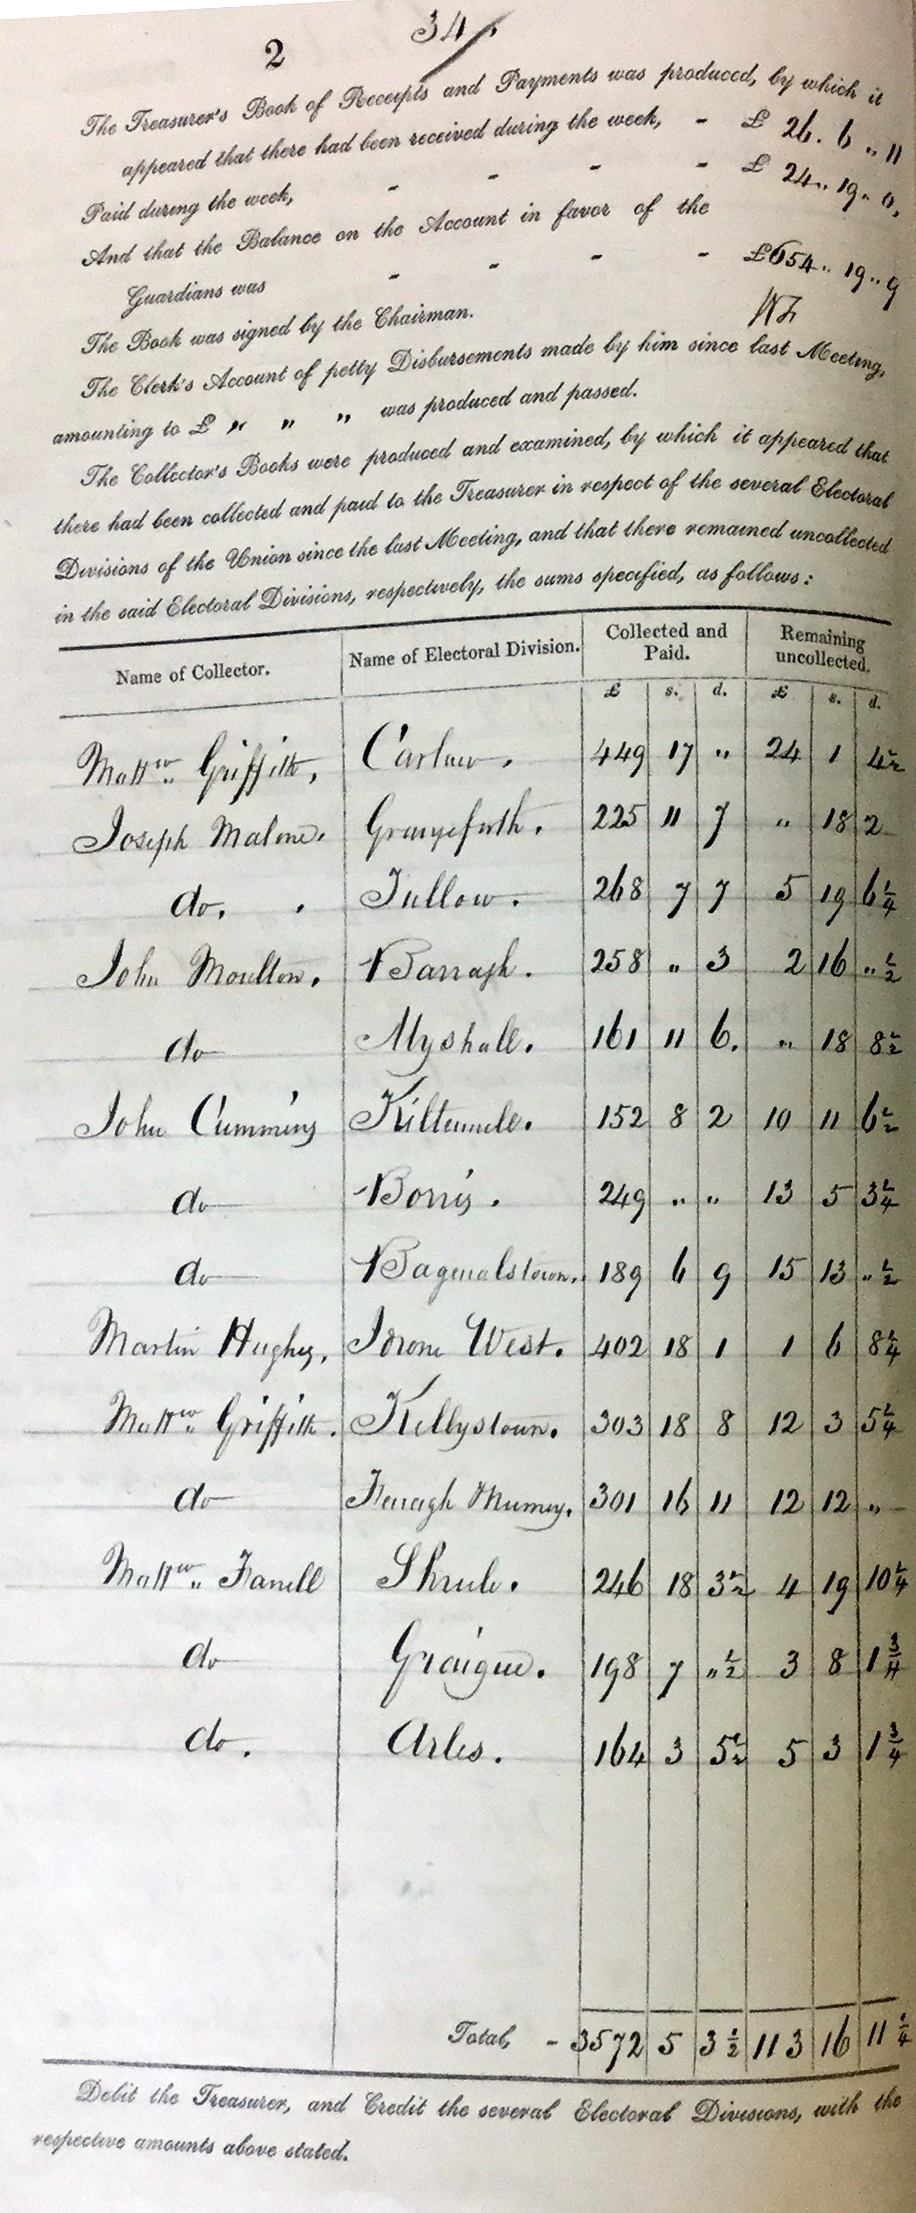 2
34
The Treasurer's Book of Receipts and Payments was produced, by which it
appeared that there had been received during the week, - £ 26. 6 „ 11
Paid during the week, - - - - £ 24 „ 19 „ 0,
And that the Balance on the Account in favor of the
Guardians was - - - - £654 „ 19 „ 9
The Book was signed by the Chairman.
The Clerk's Account of petty Disbursements made by him since last Meeting,
amounting to £ „ „ „ was produced and passed.
The Collector's Books were produced and examined, by which it appeared that
there had been collected and paid to the Treasurer in respect of the several Electoral
Divisions of the Union since the last Meeting, and that there remained uncollected
in the said Electoral Divisions, respectively, the sums specified, as follows:
Name of Collector. Name of Electoral Division. Collected and Paid. Remaining uncollected.
£ s. d. £ s. d.
Mattw. Griffith, Carlow. 449 17 „ 24 1 4½
Joseph Malone. Grangeforth. 225 11 7 „ 18 2
do. . Tullow. 268 7 7 5 19 6¼
John Moulton. Barragh. 258 „ 3 2 16 „ ½
do Myshall. 161 11 6. „ 18 8½
John Cummins Kiltennele. 152 8 2 10 11 6½
do Borris. 249 „ „ 13 5 3¼
do Bagenalstown. 189 6 9 15 13 „ ½
Martin Hughes. Idrone West. 402 18 1 1 6 8¼
Mattw. Griffith. Kellystown. 303 18 8 12 3 5¼
do Fenagh 301 16 11 12 12 „
Mattw. Farrell Shrule. 246 18 3½ 4 19 10¼
do Graigue. 198 7 „ ½ 3 8 1¾
do. Arles. 164 3 5½ 5 3 1¾
Total, - 3572 5 3½ 113 16 11¼
Debit the Treasurer, and Credit the several Electoral Divisions, with the
respective amounts above stated.